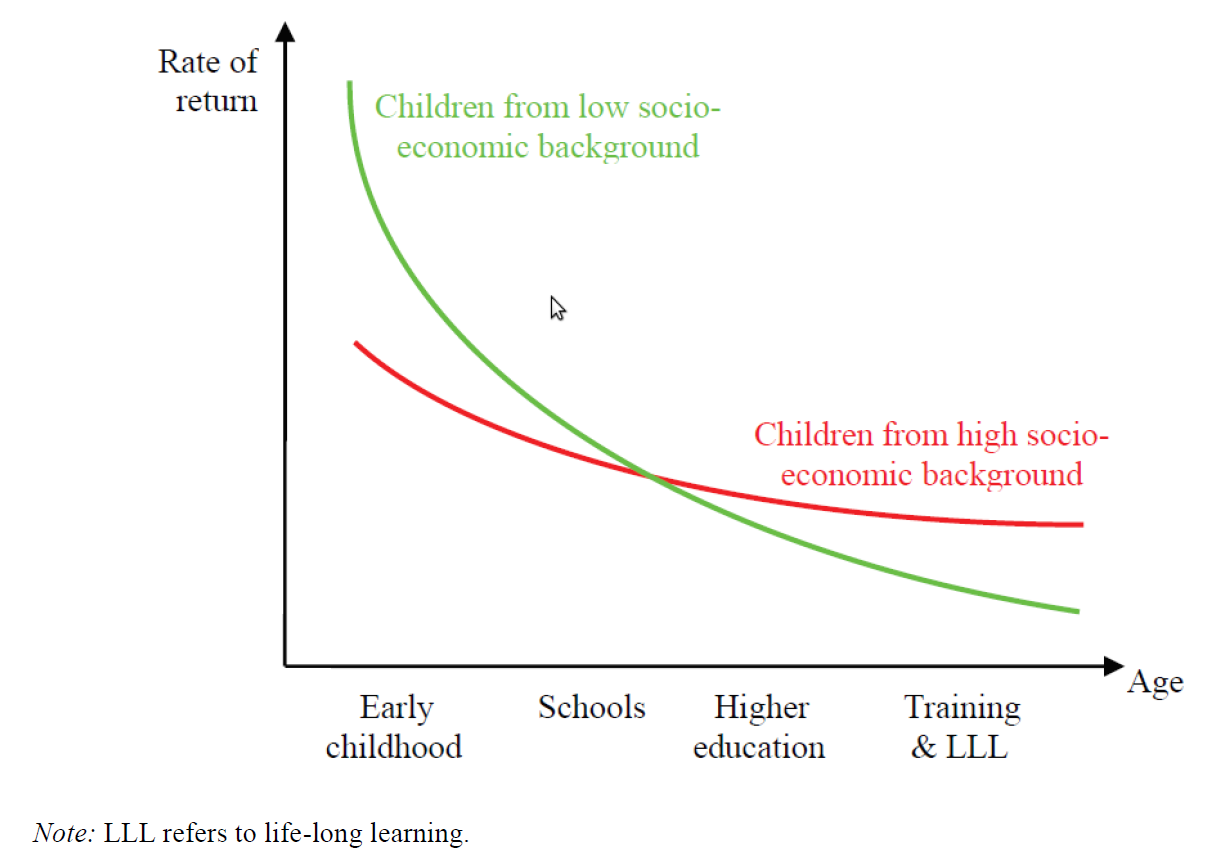 Rate of
return
Children from low socio-
economic background
Children from high socio-
economic background
Age
Early
childhood
Schools
Higher
education
Training
& LLL
Note: LLL refers to life-long learning.